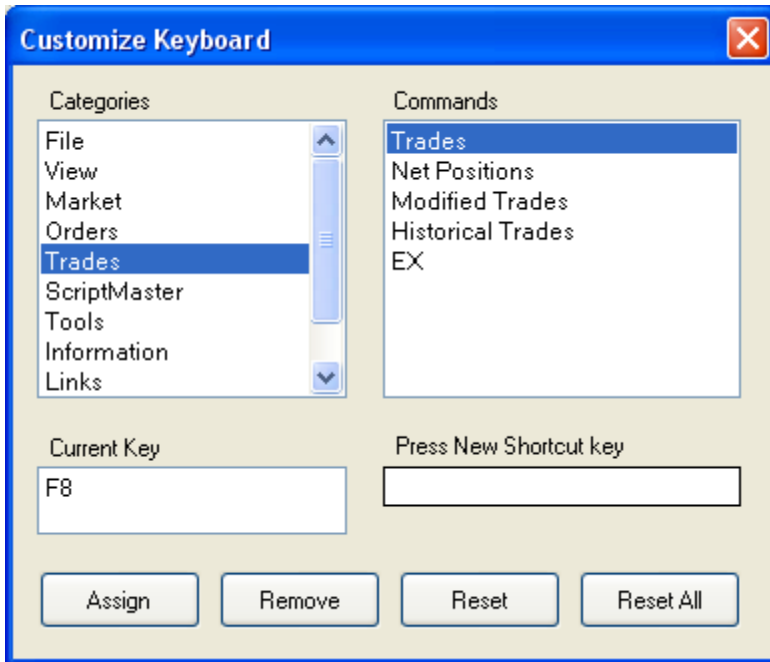 Customize Keyboard
Categories
File
View
Market
Orders
Trades
ScriptMaster
Tools
Information
Links
Commands
Trades
Net Positions
Modified Trades
Historical Trades
EX
Current Key
F8
Press New Shortcut key
Assign
Remove
Reset
Reset All